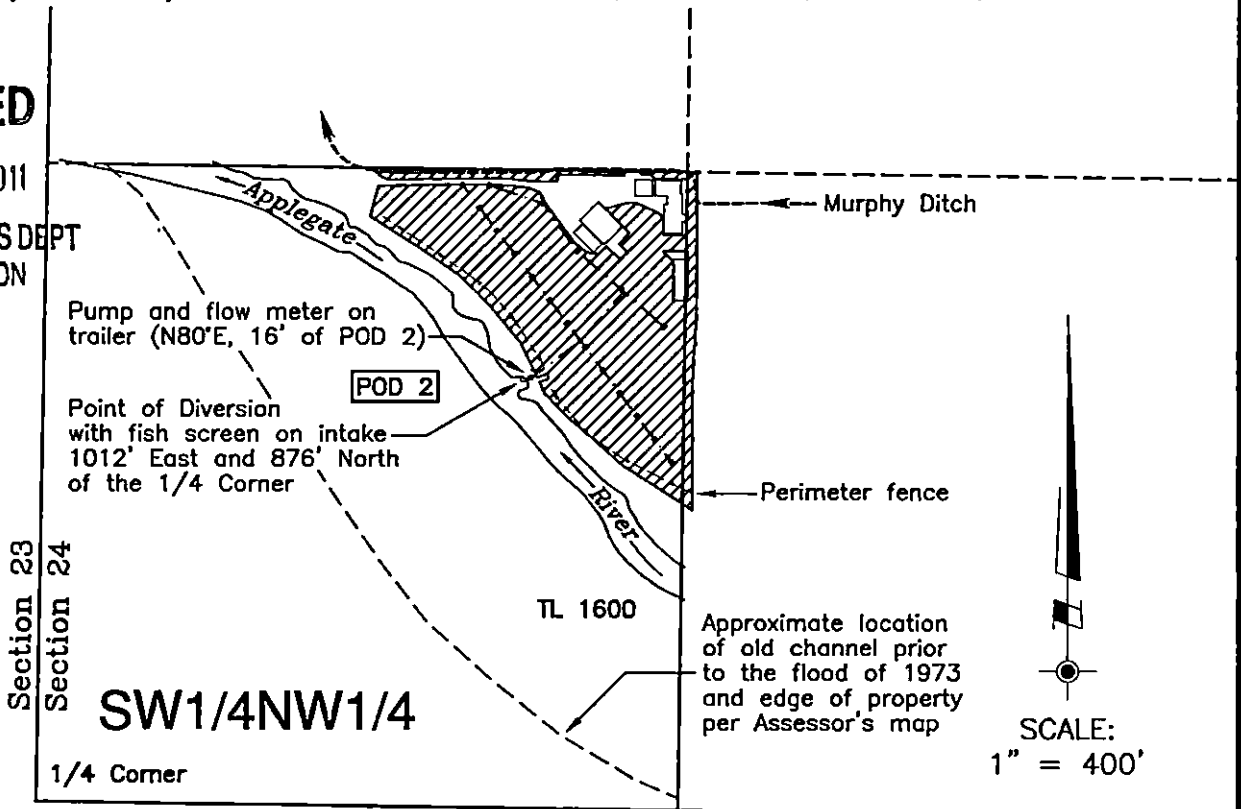 ED
011
S DEPT
ON
Applegate
Murphy Ditch
Pump and flow meter on
trailer (N80°E, 16' of POD 2)
POD 2
Point of Diversion
with fish screen on intake
1012' East and 876' North
of the 1/4 Corner
River
Perimeter fence
Section 23
Section 24
TL 1600
Approximate location
of old channel prior
to the flood of 1973
and edge of property
per Assessor's map
SW1/4NW1/4
1/4 Corner
SCALE:
1" = 400'